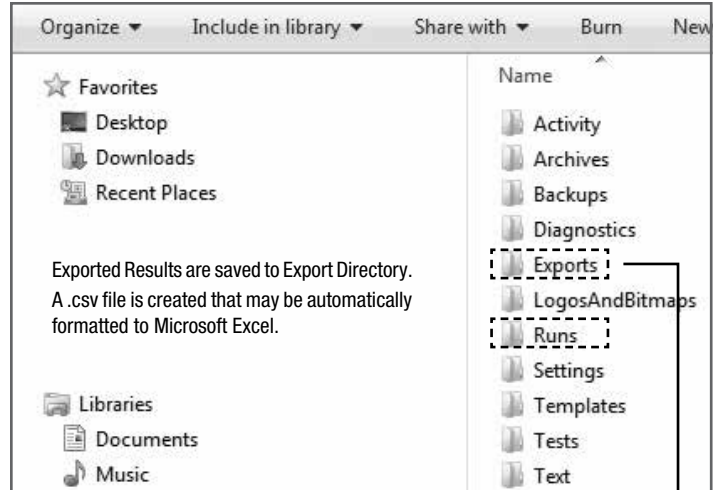 Organize Include in library Share with Burn New
Favorites
Desktop
Downloads
Recent Places
Exported Results are saved to Export Directory.
A .csv file is created that may be automatically
formatted to Microsoft Excel.
Libraries
Documents
Music
Name
Activity
Archives
Backups
Diagnostics
Exports
LogosAndBitmaps
Runs
Settings
Templates
Tests
Text